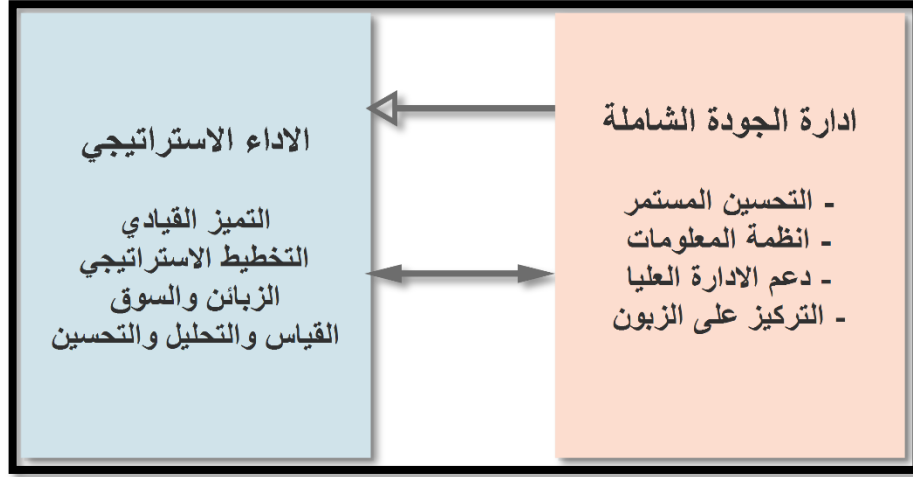 ادارة الجودة الشاملة
- التحسين المستمر
- انظمة المعلومات
- دعم الادارة العليا
- التركيز على الزبون
الاداء الاستراتيجي
التميز القيادي
التخطيط الاستراتيجي
الزبائن والسوق
القياس والتحليل والتحسين